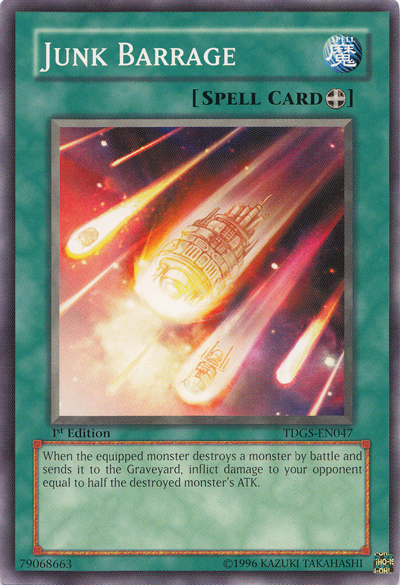 JUNK BARRAGE
SPELL
魔
[SPELL CARD]
1st Edition
TDGS-EN047
When the equipped monster destroys a monster by battle and
sends it to the Graveyard, inflict damage to your opponent
equal to half the destroyed monster's ATK.
79068663
©1996 KAZUKI TAKAHASHI